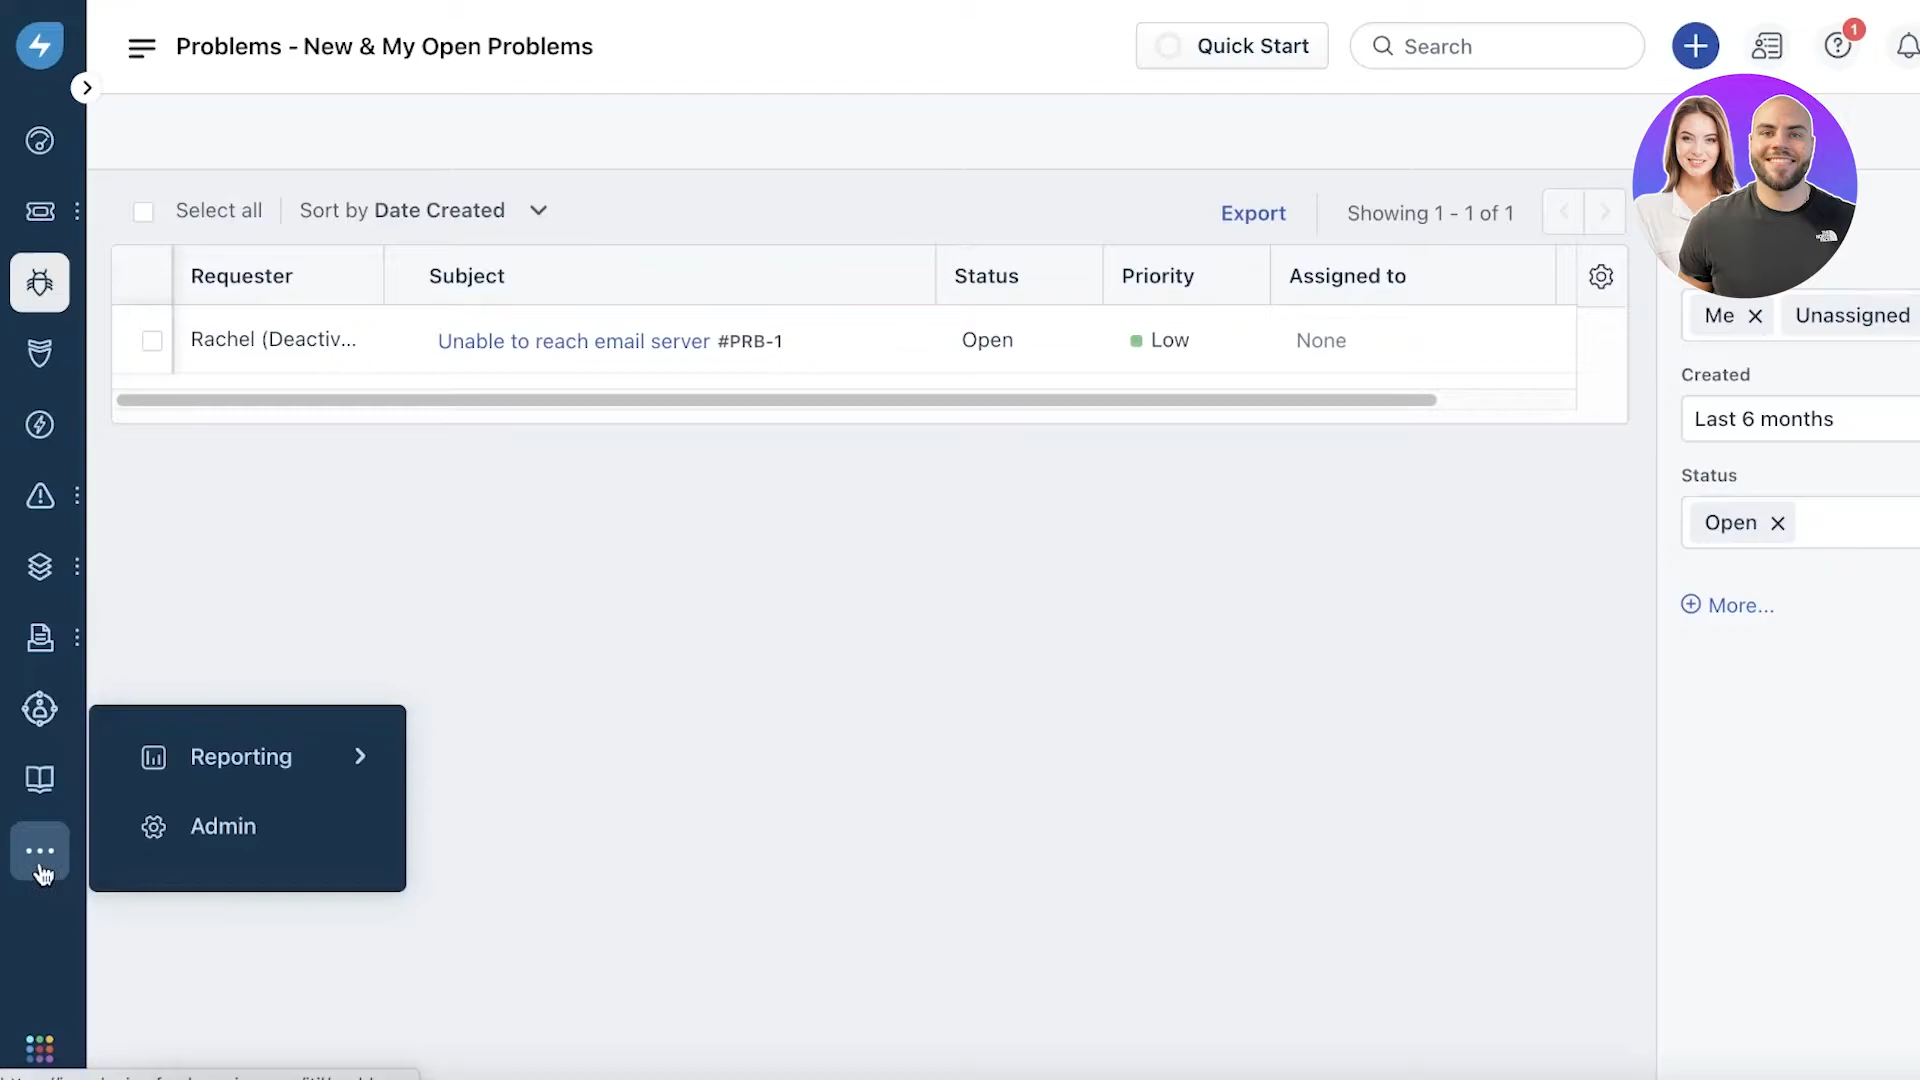 Problems - New & My Open Problems
Quick Start
Search
1
Select all
Sort by Date Created
Export
Showing 1 - 1 of 1
Requester
Subject
Status
Priority
Assigned to
Rachel (Deactiv...
Unable to reach email server #PRB-1
Open
Low
None
Me
Unassigned
Created
Last 6 months
Status
Open
More...
Reporting
Admin